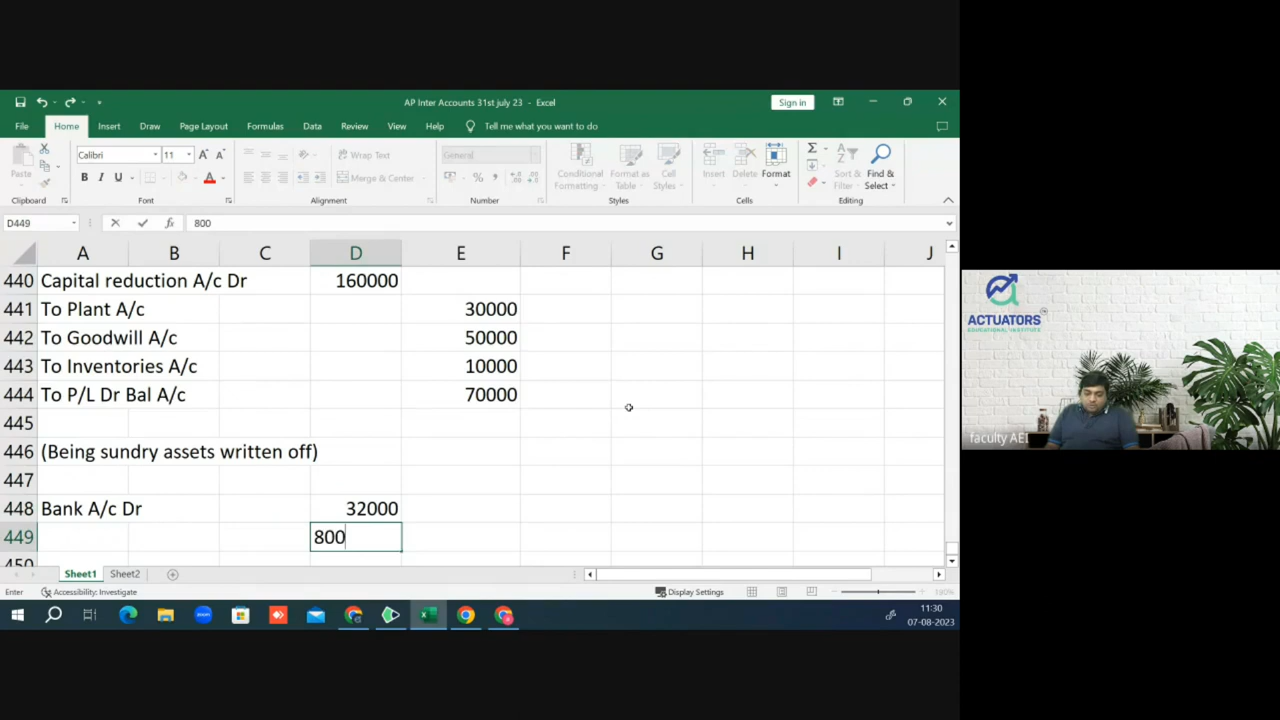 AP Inter Accounts 31st july 23 - Excel
Sign in
File Home Insert Draw Page Layout Formulas Data Review View Help Tell me what you want to do
Paste
Calibri 11
B I U
Wrap Text
Merge & Center
General
Conditional Formatting
Format as Table
Cell Styles
Insert Delete Format
Sort & Filter
Find & Select
Clipboard Font Alignment Number Styles Cells Editing
D449 fx 800
A B C D E F G H I J
440 Capital reduction A/c Dr 160000
441 To Plant A/c 30000
442 To Goodwill A/c 50000
443 To Inventories A/c 10000
444 To P/L Dr Bal A/c 70000
445
446 (Being sundry assets written off)
447
448 Bank A/c Dr 32000
449 800
450
Sheet1 Sheet2
Enter Accessibility: Investigate Display Settings
11:30
07-08-2023
ACTUATORS
EDUCATIONAL INSTITUTE
faculty AEI